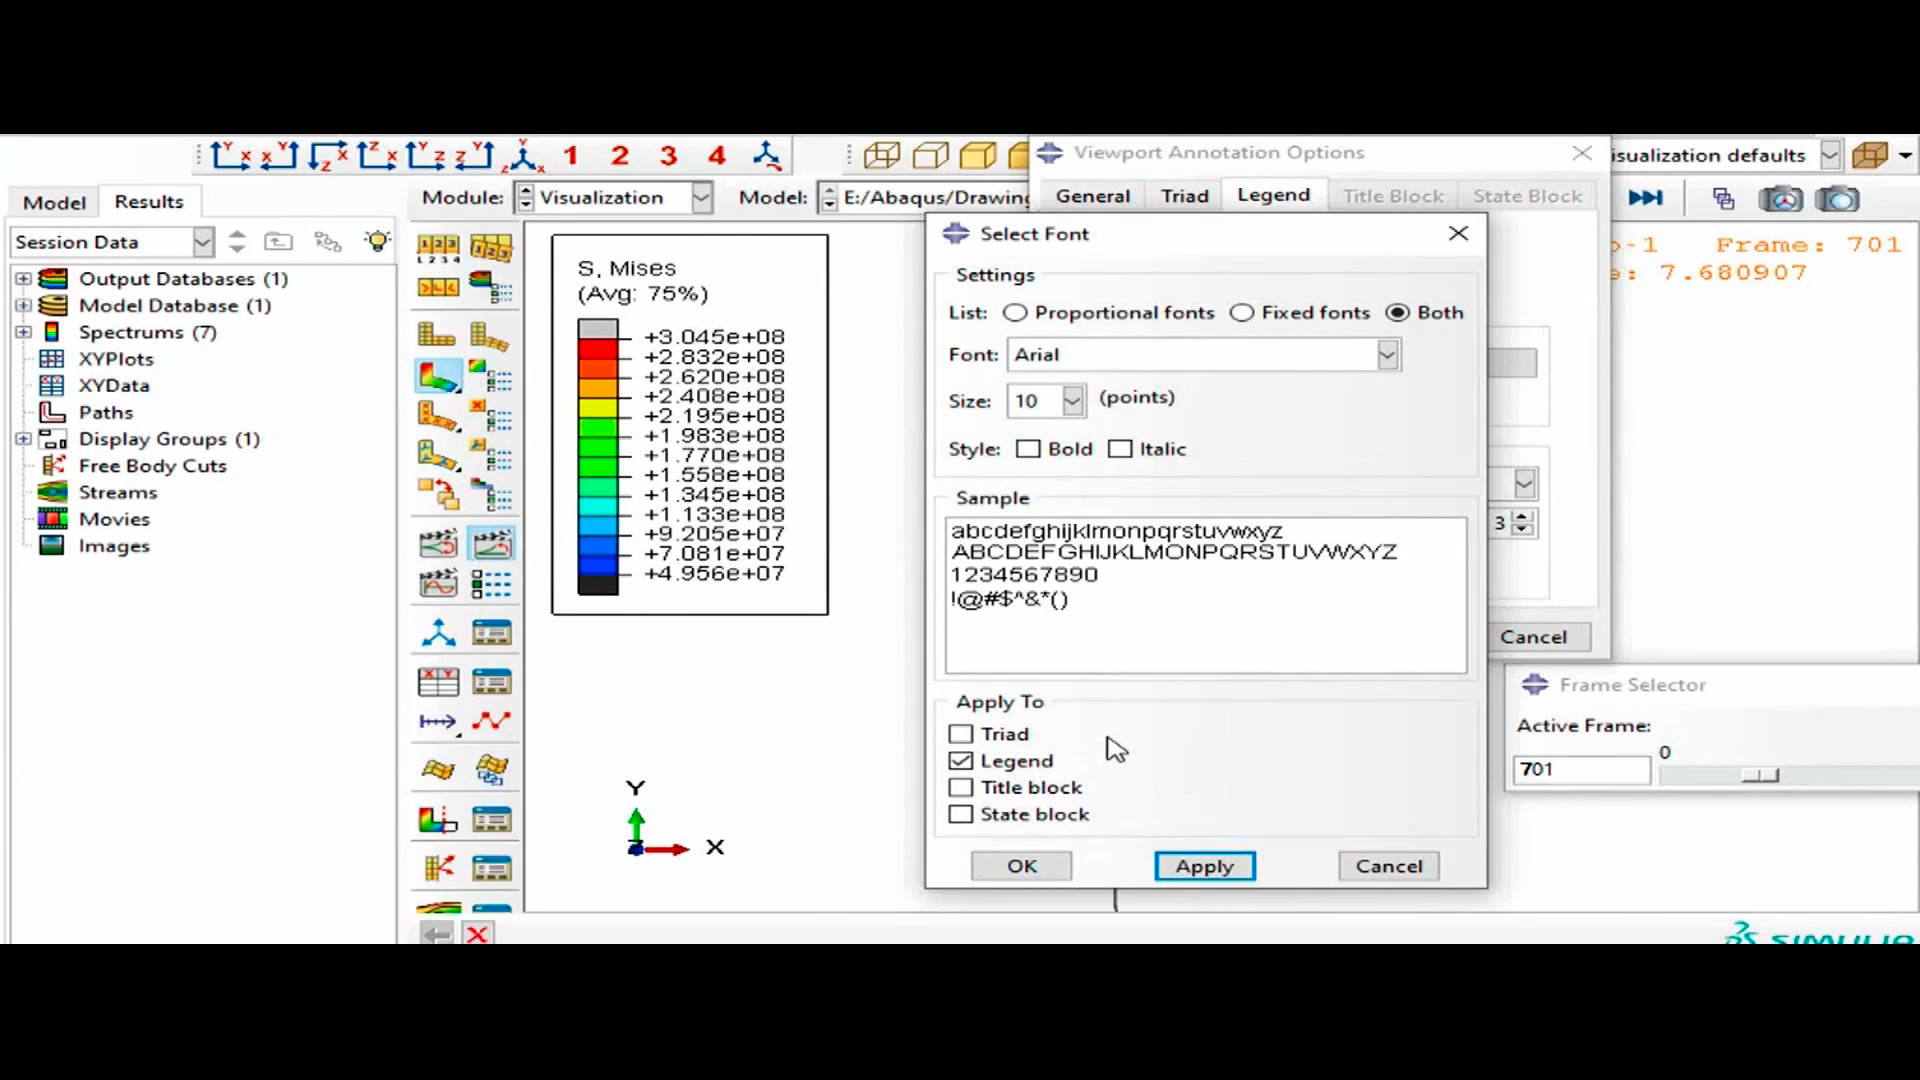 1 2 3 4
Viewport Annotation Options
isualization defaults
Model
Results
Module:
Visualization
Model:
E:/Abaqus/Drawing
General
Triad
Legend
Title Block
State Block
Session Data
Select Font
p-1 Frame: 701
e: 7.680907
Output Databases (1)
Model Database (1)
Spectrums (7)
XYPlots
XYData
Paths
Display Groups (1)
Free Body Cuts
Streams
Movies
Images
S, Mises
(Avg: 75%)
+3.045e+08
+2.832e+08
+2.620e+08
+2.408e+08
+2.195e+08
+1.983e+08
+1.770e+08
+1.558e+08
+1.345e+08
+1.133e+08
+9.205e+07
+7.081e+07
+4.956e+07
Y
X
Settings
List: Proportional fonts Fixed fonts Both
Font: Arial
Size: 10 (points)
Style: Bold Italic
Sample
abcdefghijklmonpqrstuvwxyz
ABCDEFGHIJKLMONPQRSTUVWXYZ
1234567890
!@#$^&*()
Apply To
Triad
Legend
Title block
State block
OK
Apply
Cancel
3
Cancel
Frame Selector
Active Frame:
0
701
SIMULIA